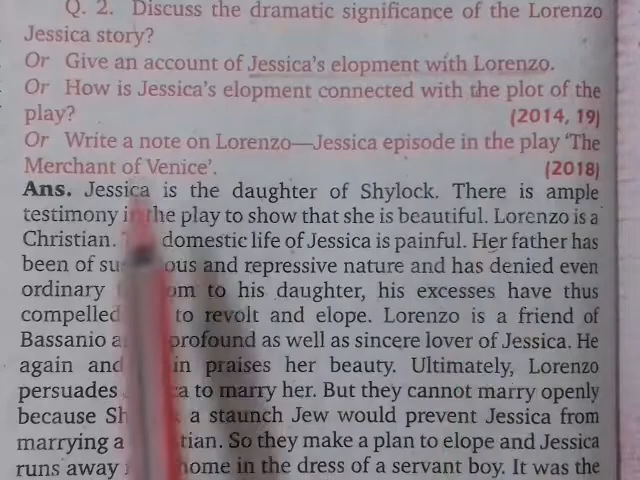 Q. 2. Discuss the dramatic significance of the Lorenzo
Jessica story?
Or Give an account of Jessica's elopment with Lorenzo.
Or How is Jessica's elopment connected with the plot of the
play? (2014, 19)
Or Write a note on Lorenzo—Jessica episode in the play 'The
Merchant of Venice'. (2018)
Ans. Jessica is the daughter of Shylock. There is ample
testimony in the play to show that she is beautiful. Lorenzo is a
Christian. domestic life of Jessica is painful. Her father has
been of and repressive nature and has denied even
ordinary to his daughter, his excesses have thus
compelled to revolt and elope. Lorenzo is a friend of
Bassanio profound as well as sincere lover of Jessica. He
again and praises her beauty. Ultimately, Lorenzo
persuades to marry her. But they cannot marry openly
because a staunch Jew would prevent Jessica from
marrying a So they make a plan to elope and Jessica
runs away home in the dress of a servant boy. It was the